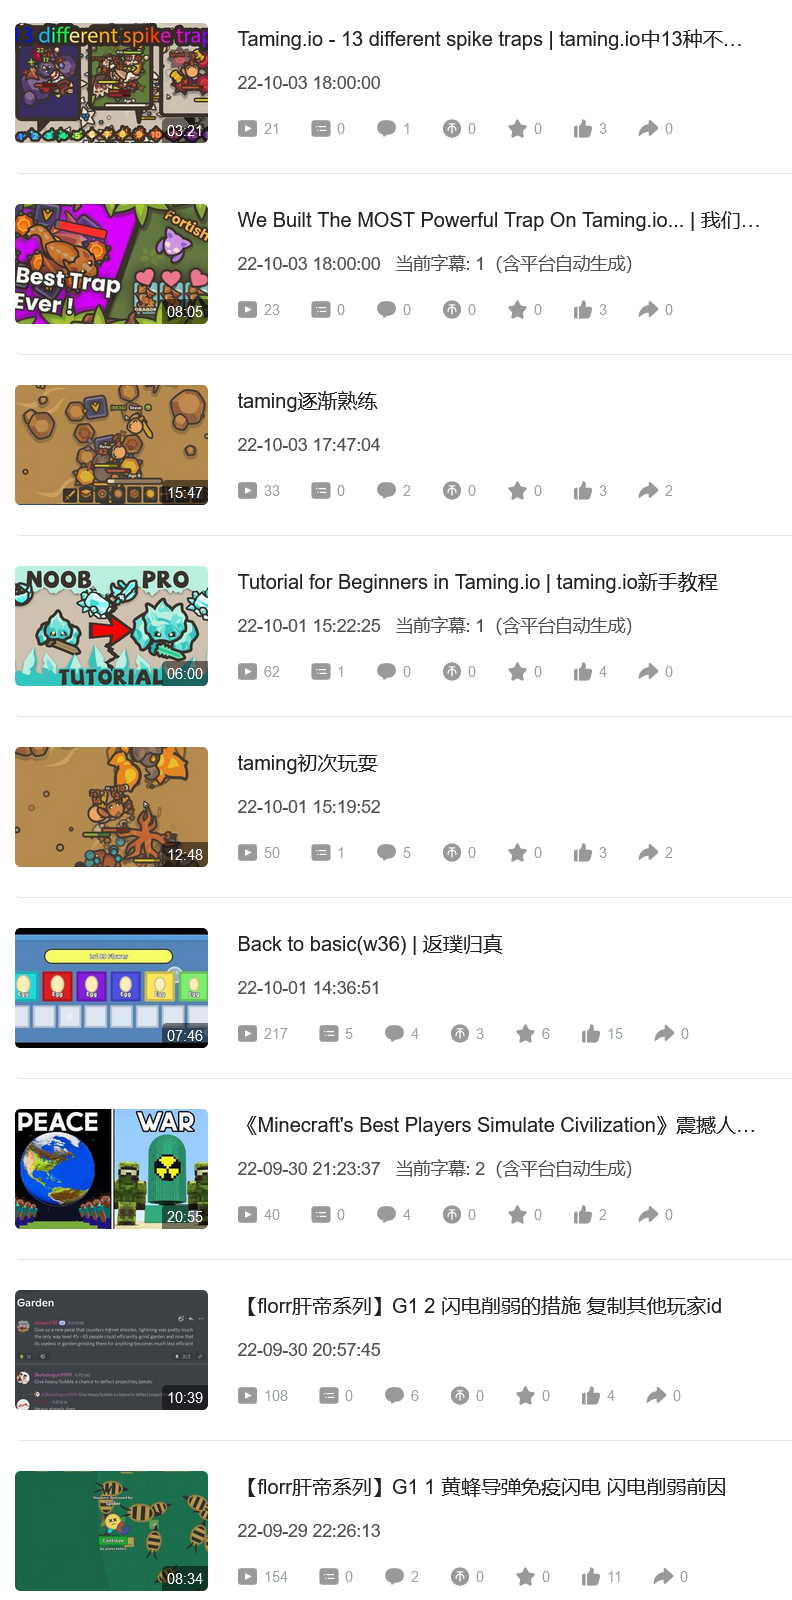 13 different spike traps
03:21
Taming.io - 13 different spike traps | taming.io中13种不…
22-10-03 18:00:00
21 0 1 0 0 3 0
Fortish
Best Trap
Ever !
08:05
We Built The MOST Powerful Trap On Taming.io... | 我们…
22-10-03 18:00:00 当前字幕: 1（含平台自动生成）
23 0 0 0 0 3 0
15:47
taming逐渐熟练
22-10-03 17:47:04
33 0 2 0 0 3 2
NOOB PRO
TUTORIAL
06:00
Tutorial for Beginners in Taming.io | taming.io新手教程
22-10-01 15:22:25 当前字幕: 1（含平台自动生成）
62 1 0 0 0 4 0
12:48
taming初次玩耍
22-10-01 15:19:52
50 1 5 0 0 3 2
Egg Egg Egg Egg Egg Egg
07:46
Back to basic(w36) | 返璞归真
22-10-01 14:36:51
217 5 4 3 6 15 0
PEACE WAR
20:55
《Minecraft's Best Players Simulate Civilization》震撼人…
22-09-30 21:23:37 当前字幕: 2（含平台自动生成）
40 0 4 0 0 2 0
Garden
10:39
【florr肝帝系列】G1 2 闪电削弱的措施 复制其他玩家id
22-09-30 20:57:45
108 0 6 0 0 4 0
Continue
08:34
【florr肝帝系列】G1 1 黄蜂导弹免疫闪电 闪电削弱前因
22-09-29 22:26:13
154 0 2 0 0 11 0